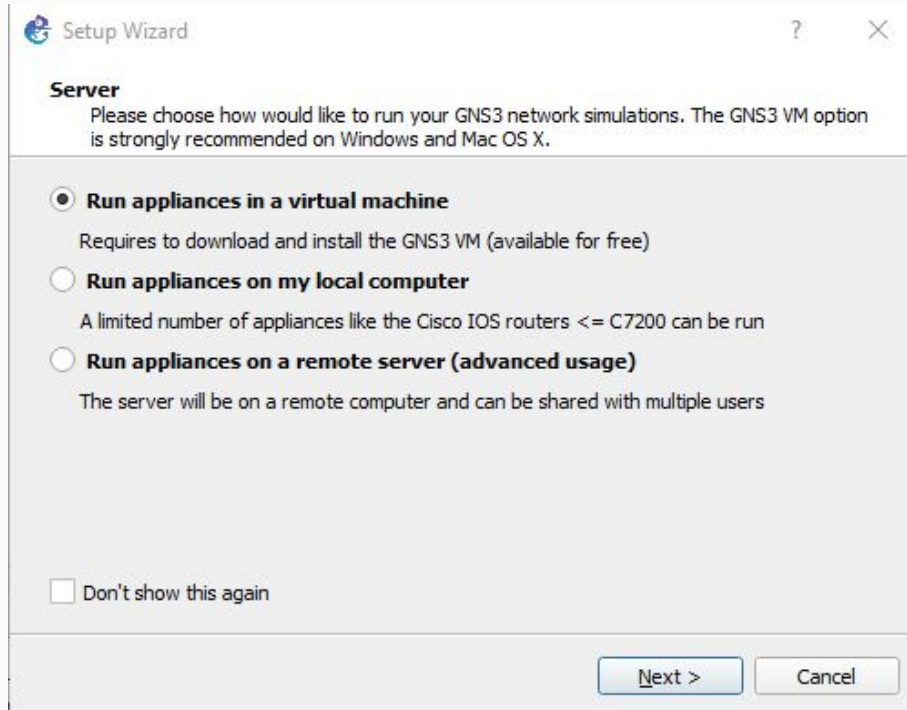 Setup Wizard
Server
Please choose how would like to run your GNS3 network simulations. The GNS3 VM option
is strongly recommended on Windows and Mac OS X.
Run appliances in a virtual machine
Requires to download and install the GNS3 VM (available for free)
Run appliances on my local computer
A limited number of appliances like the Cisco IOS routers <= C7200 can be run
Run appliances on a remote server (advanced usage)
The server will be on a remote computer and can be shared with multiple users
Don't show this again
Next > Cancel